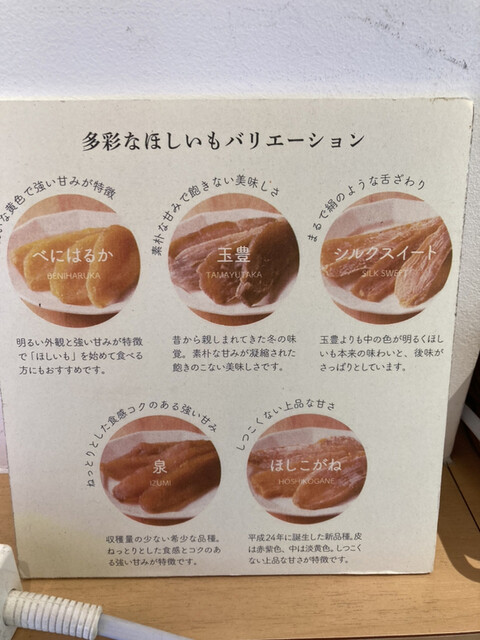 多彩なほしいもバリエーション
な黄色で強い甘みが特徴
べにはるか
BENIHARUKA
明るい外観と強い甘みが特徴
で「ほしいも」を始めて食べる
方にもおすすめです。
素朴な甘みで飽きない美味しさ
玉豊
TAMAYUTAKA
昔から親しまれてきた冬の味
覚。素朴な甘みが凝縮された
飽きのこない美味しさです。
まるで絹のような舌ざわり
シルクスイート
SILK SWEET
玉豊よりも中の色が明るくほし
いも本来の味わいと、後味が
さっぱりとしています。
ねっとりとした食感コクのある強い甘み
泉
IZUMI
収穫量の少ない希少な品種。
ねっとりとした食感とコクのあ
る強い甘みが特徴です。
しつこくない上品な甘さ
ほしこがね
HOSHIKOGANE
平成24年に誕生した新品種。皮
は赤紫色、中は淡黄色。しつこく
ない上品な甘さが特徴です。